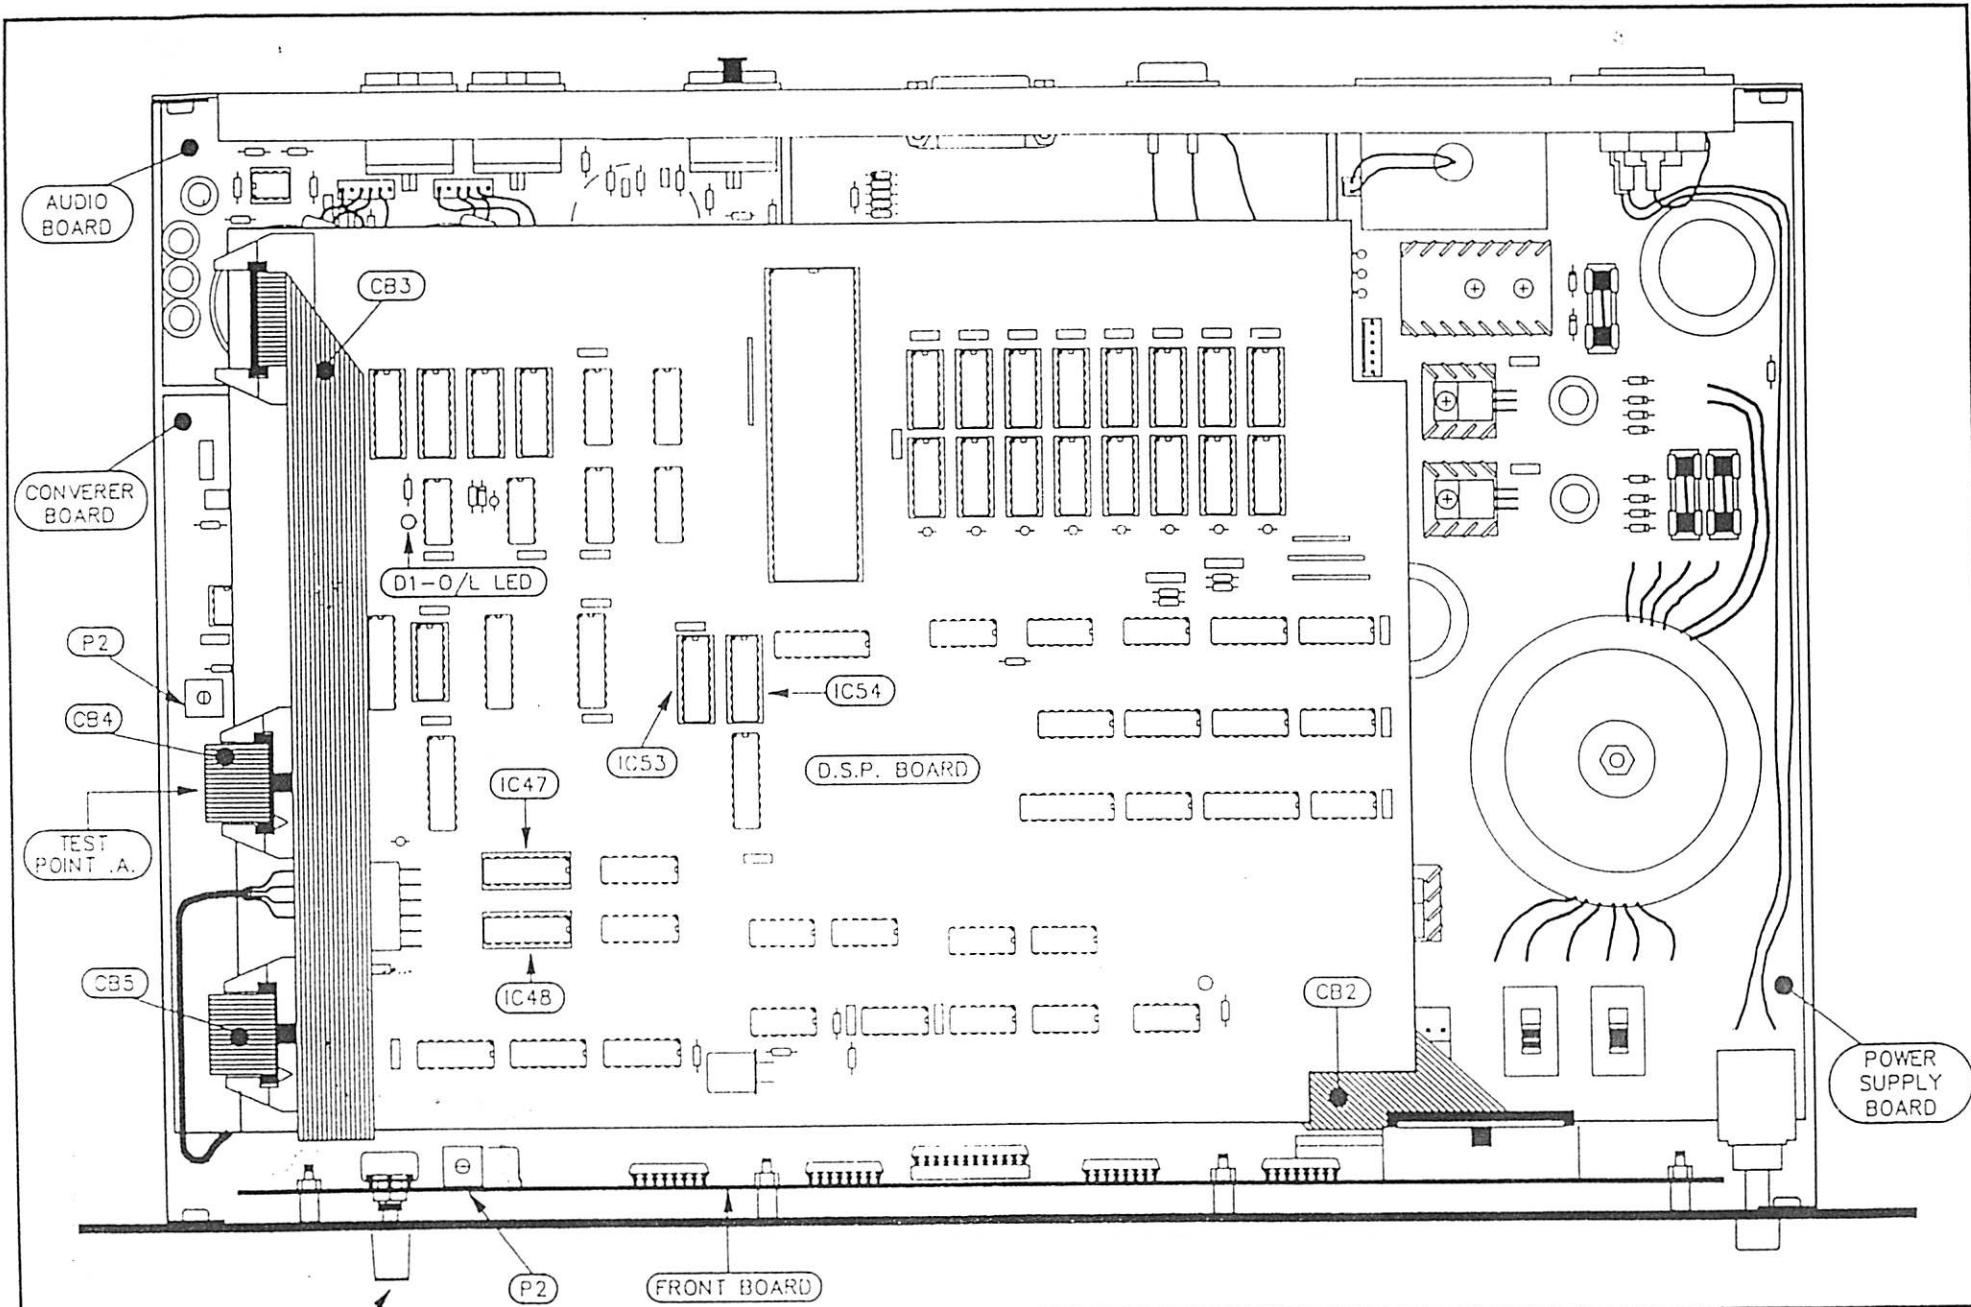 AUDIO
BOARD
CB3
CONVERER
BOARD
D1-O/L LED
P2
CB4
IC54
IC53
D.S.P. BOARD
IC47
TEST
POINT .A.
CB5
IC48
CB2
POWER
SUPPLY
BOARD
P2
FRONT BOARD